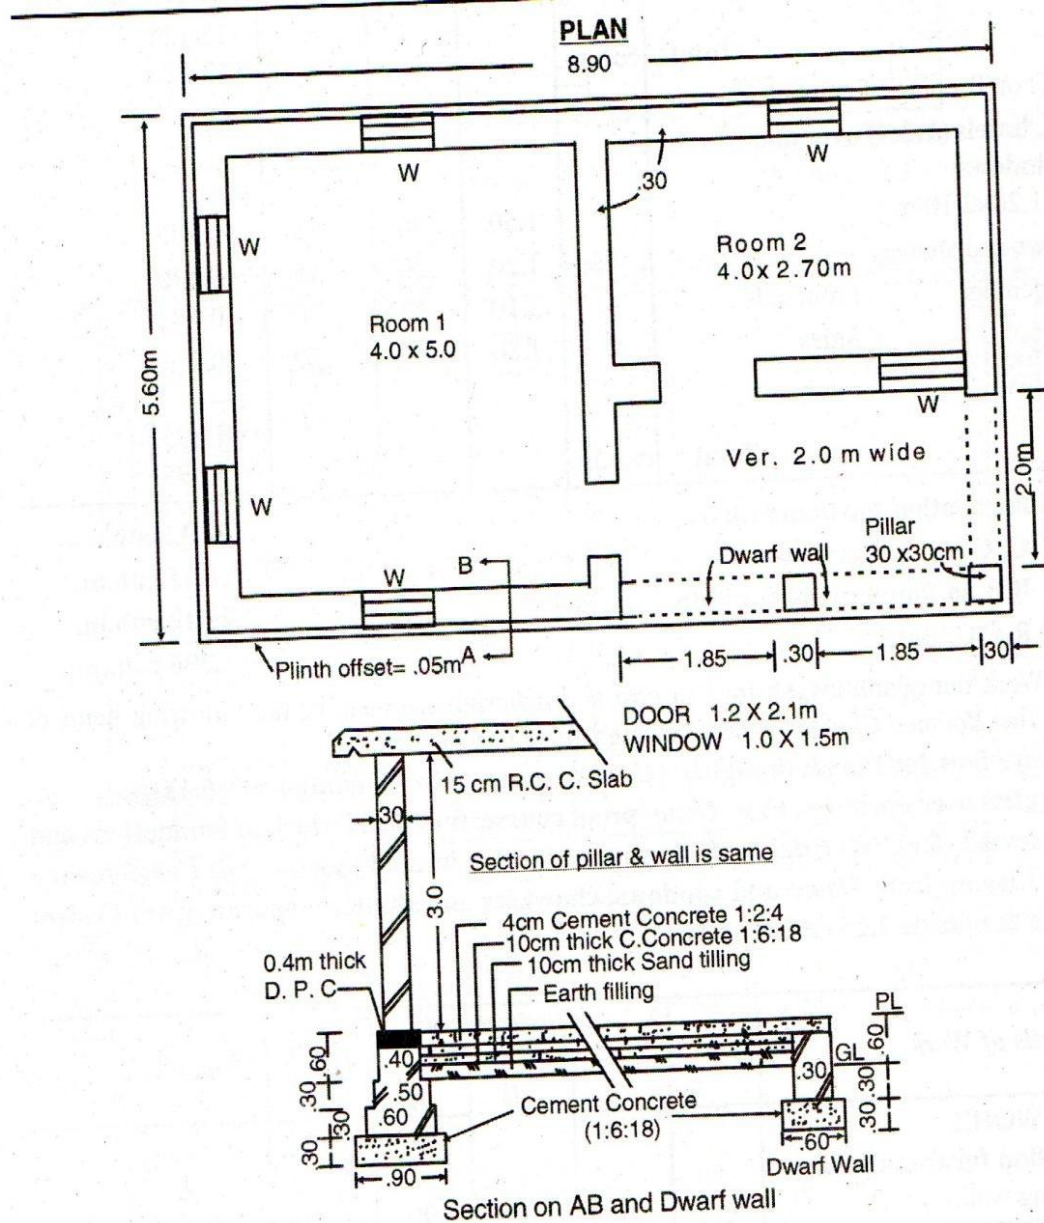 PLAN
8.90
W
W
.30
W
Room 2
4.0 x 2.70m
Room 1
4.0 x 5.0
5.60m
W
W
Ver. 2.0 m wide
2.0m
Pillar
30 x30cm
Dwarf wall
W
B
A
Plinth offset= .05m
1.85
.30
1.85
30
DOOR 1.2 X 2.1m
WINDOW 1.0 X 1.5m
15 cm R.C. C. Slab
30
3.0
Section of pillar & wall is same
4cm Cement Concrete 1:2:4
10cm thick C.Concrete 1:6:18
10cm thick Sand tilling
Earth filling
0.4m thick
D. P. C
PL
.60
GL
60
.40
.30
.30
30
.50
.60
30
30
.30
Cement Concrete
(1:6:18)
.90
.60
Dwarf Wall
Section on AB and Dwarf wall